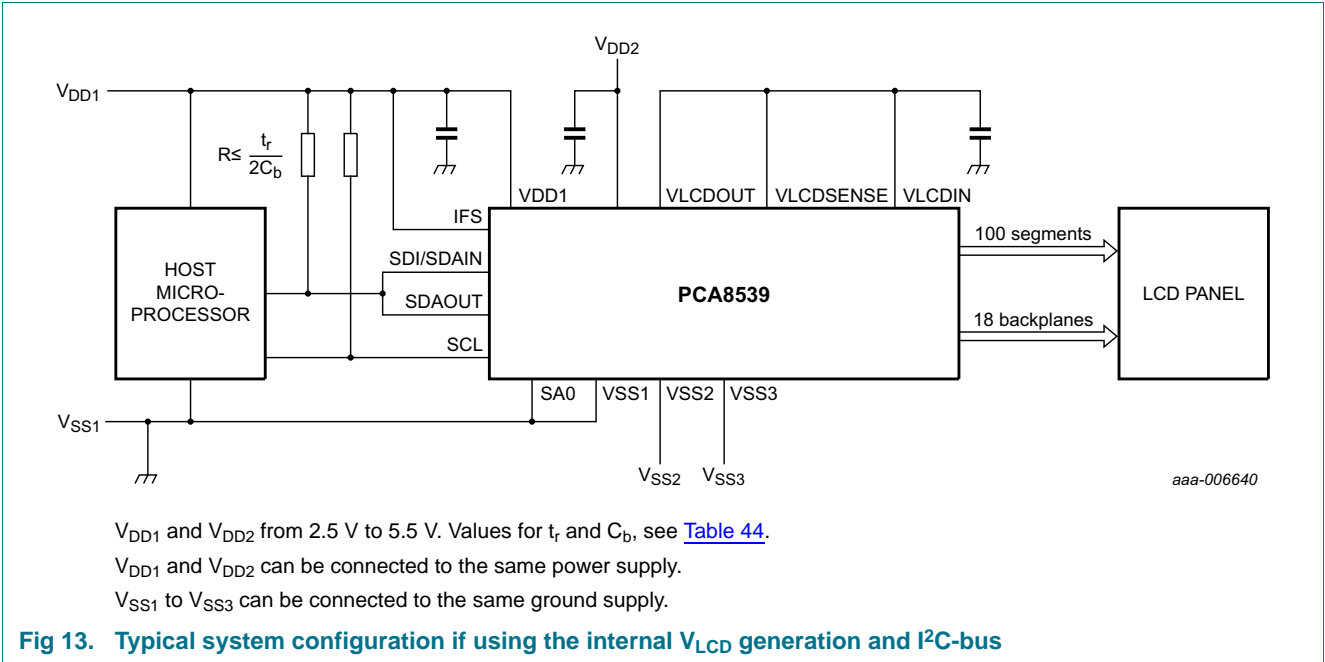 VDD2
VDD1
R≤ tr
2Cb
VDD1
VLCDOUT
VLCDSENSE
VLCDIN
IFS
SDI/SDAIN
SDAOUT
SCL
HOST
MICRO-
PROCESSOR
PCA8539
100 segments
18 backplanes
LCD PANEL
SA0
VSS1
VSS2
VSS3
VSS1
VSS2
VSS3
aaa-006640
VDD1 and VDD2 from 2.5 V to 5.5 V. Values for tr and Cb, see Table 44.
VDD1 and VDD2 can be connected to the same power supply.
VSS1 to VSS3 can be connected to the same ground supply.
Fig 13. Typical system configuration if using the internal VLCD generation and I²C-bus